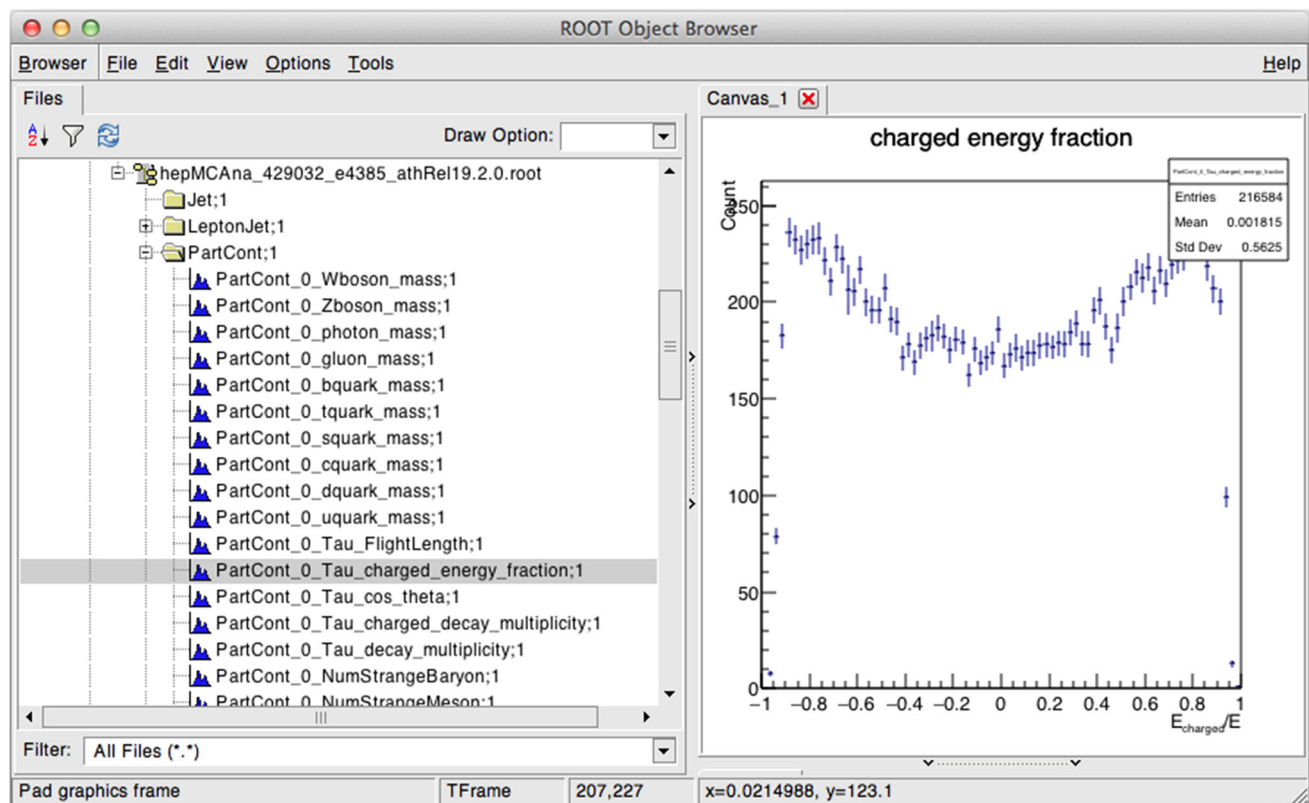 ROOT Object Browser
Browser File Edit View Options Tools Help
Files
Draw Option:
hepMCAna_429032_e4385_athRel19.2.0.root
Jet;1
LeptonJet;1
PartCont;1
PartCont_0_Wboson_mass;1
PartCont_0_Zboson_mass;1
PartCont_0_photon_mass;1
PartCont_0_gluon_mass;1
PartCont_0_bquark_mass;1
PartCont_0_tquark_mass;1
PartCont_0_squark_mass;1
PartCont_0_cquark_mass;1
PartCont_0_dquark_mass;1
PartCont_0_uquark_mass;1
PartCont_0_Tau_FlightLength;1
PartCont_0_Tau_charged_energy_fraction;1
PartCont_0_Tau_cos_theta;1
PartCont_0_Tau_charged_decay_multiplicity;1
PartCont_0_Tau_decay_multiplicity;1
PartCont_0_NumStrangeBaryon;1
PartCont_0_NumStrangeMeson;1
Filter: All Files (*.*)
Canvas_1
charged energy fraction
PartCont_0_Tau_charged_energy_fraction
Entries 216584
Mean 0.001815
Std Dev 0.5625
Count
250
200
150
100
50
0
−1 −0.8 −0.6 −0.4 −0.2 0 0.2 0.4 0.6 0.8 1
Echarged/E
Pad graphics frame TFrame 207,227 x=0.0214988, y=123.1